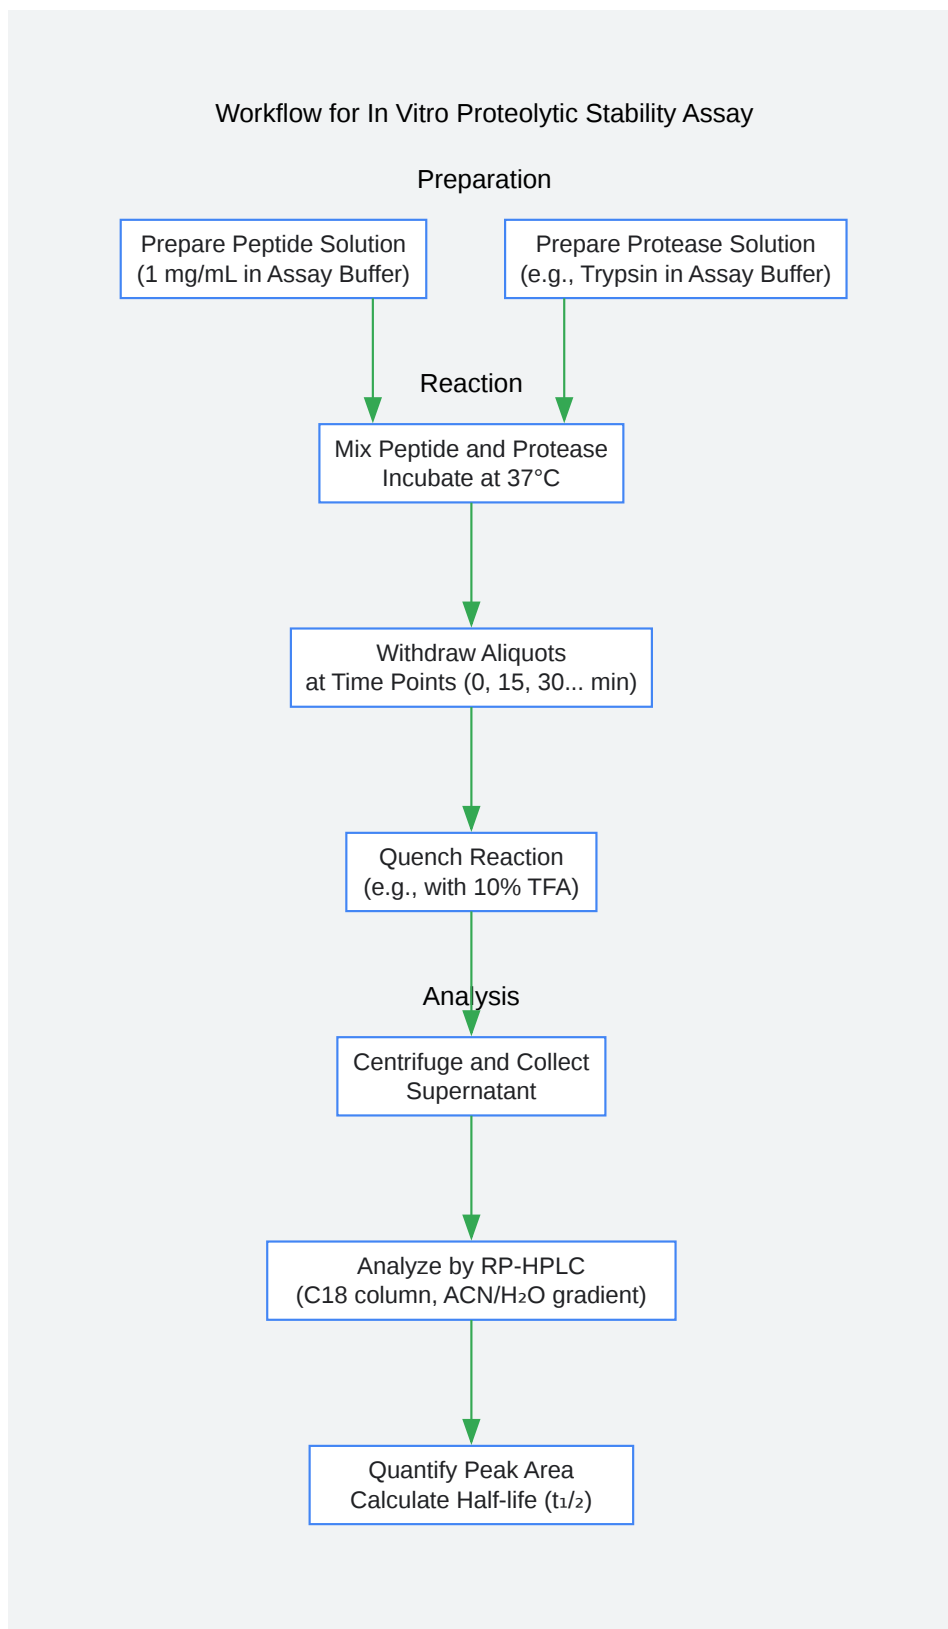 Workflow for In Vitro Proteolytic Stability Assay
Preparation
Prepare Peptide Solution
(1 mg/mL in Assay Buffer)
Prepare Protease Solution
(e.g., Trypsin in Assay Buffer)
Reaction
Mix Peptide and Protease
Incubate at 37°C
Withdraw Aliquots
at Time Points (0, 15, 30... min)
Quench Reaction
(e.g., with 10% TFA)
Analysis
Centrifuge and Collect
Supernatant
Analyze by RP-HPLC
(C18 column, ACN/H₂O gradient)
Quantify Peak Area
Calculate Half-life (t₁/₂)